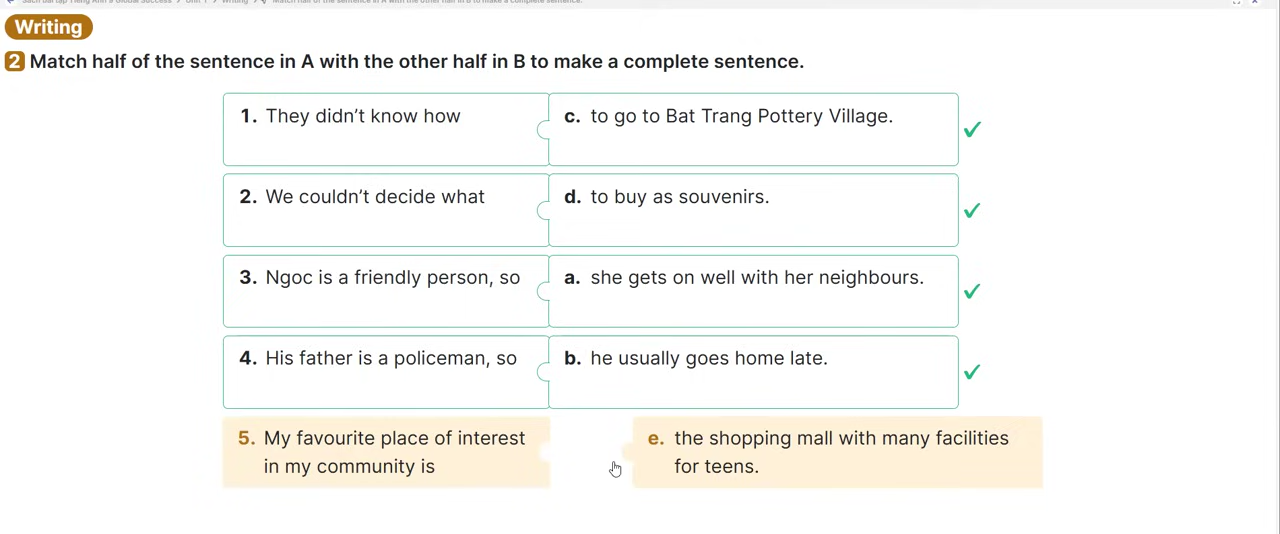 Writing
2 Match half of the sentence in A with the other half in B to make a complete sentence.
1. They didn't know how
c. to go to Bat Trang Pottery Village.
2. We couldn't decide what
d. to buy as souvenirs.
3. Ngoc is a friendly person, so
a. she gets on well with her neighbours.
4. His father is a policeman, so
b. he usually goes home late.
5. My favourite place of interest
in my community is
e. the shopping mall with many facilities
for teens.